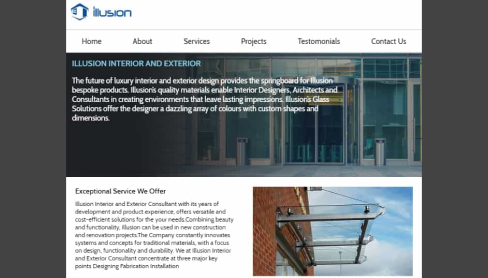 illusion
Home About Services Projects Testomonials Contact Us
ILLUSION INTERIOR AND EXTERIOR
The future of luxury interior and exterior design provides the springboard for Illusion
bespoke products. Illusion's quality materials enable Interior Designers, Architects and
Consultants in creating environments that leave lasting impressions. Illusion's Glass
Solutions offer the designer a dazzling array of colours with custom shapes and
dimensions.
Exceptional Service We Offer
Illusion Interior and Exterior Consultant with its years of
development and product experience, offers versatile and
cost-efficient solutions for the your needs.Combining beauty
and functionality, Illusion can be used in new construction
and renovation projects.The Company constantly innovates
systems and concepts for traditional materials, with a focus
on design, functionality and durability. We at Illusion Interior
and Exterior Consultant concentrate at three major key
points Designing Fabrication Installation